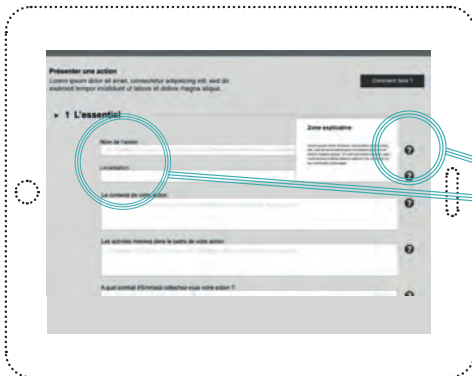 Présenter une action
Lorem ipsum dolor sit amet, consectetur adipiscing elit, sed do
eiusmod tempor incididunt ut labore et dolore magna aliqua.
Comment faire ?
1 L'essentiel
Zone explicative
Nom de l'action
Localisation
Le contexte de votre action
Les activités menées dans le cadre de votre action
A quel combat d'Emmaüs rattachez-vous votre action ?